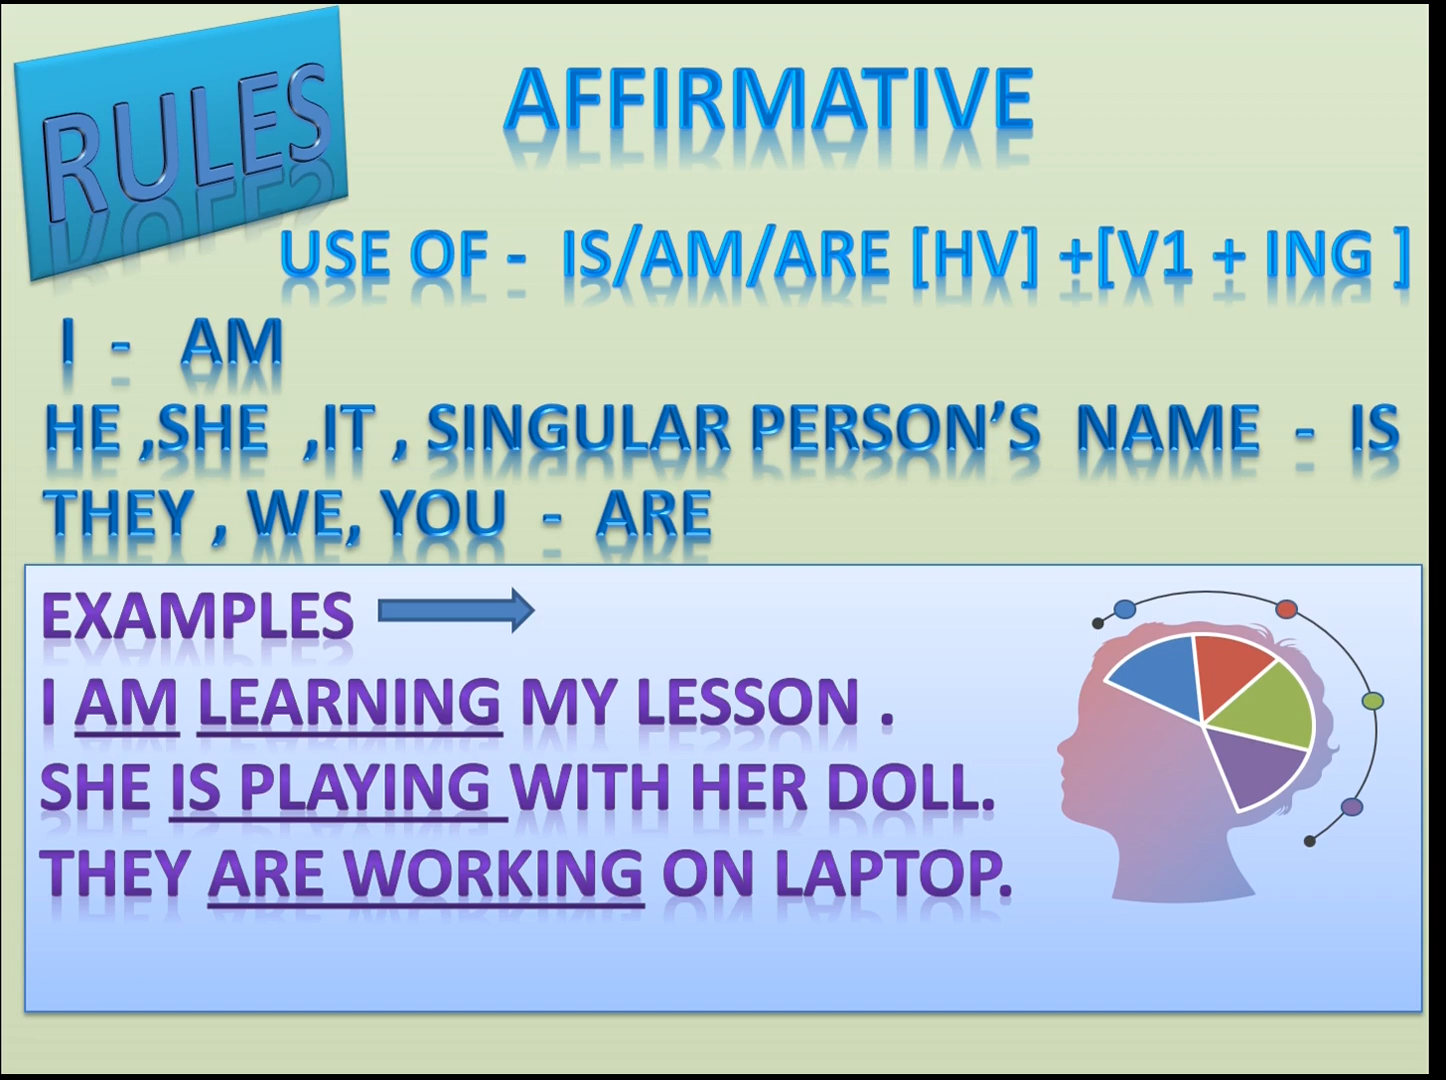 RULES
AFFIRMATIVE
USE OF - IS/AM/ARE [HV] +[V1 + ING ]
I - AM
HE ,SHE ,IT , SINGULAR PERSON’S NAME - IS
THEY , WE, YOU - ARE
EXAMPLES
I AM LEARNING MY LESSON .
SHE IS PLAYING WITH HER DOLL.
THEY ARE WORKING ON LAPTOP.